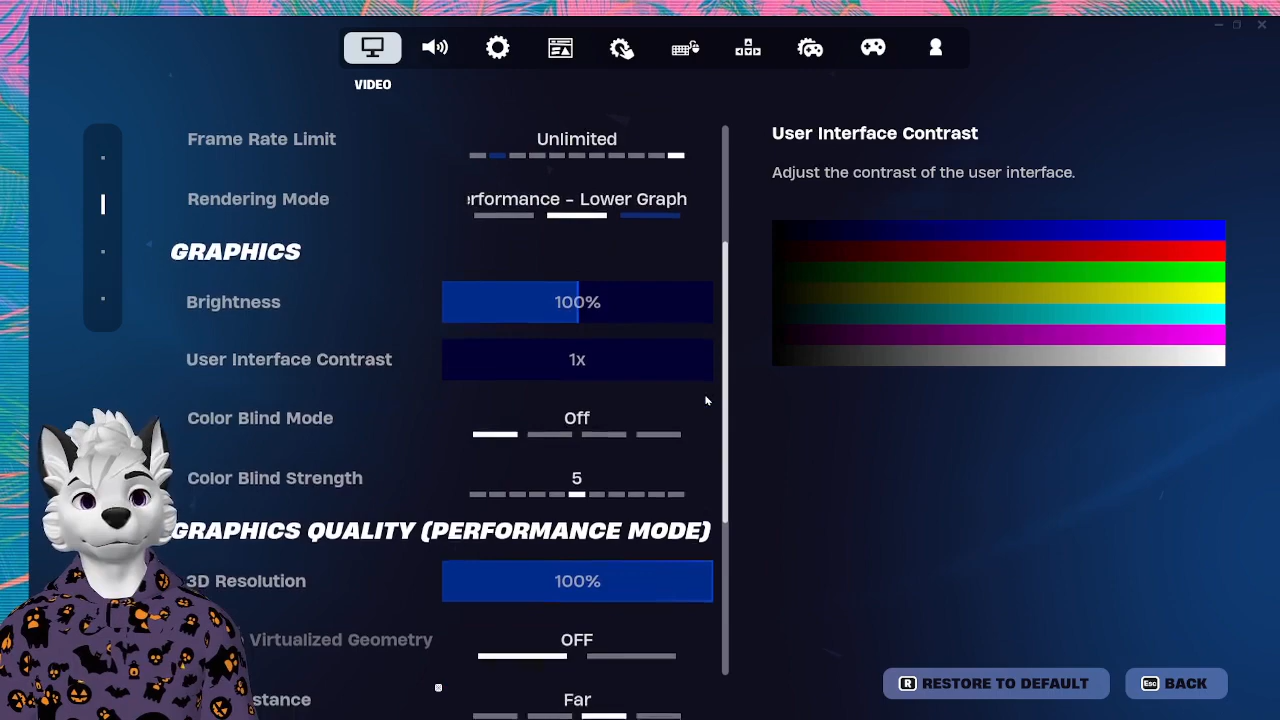 VIDEO
Frame Rate Limit
Unlimited
Rendering Mode
erformance - Lower Graph
GRAPHICS
Brightness
100%
User Interface Contrast
1x
Color Blind Mode
Off
Color Blind Strength
5
GRAPHICS QUALITY (PERFORMANCE MODE)
3D Resolution
100%
Virtualized Geometry
OFF
stance
Far
User Interface Contrast
Adjust the contrast of the user interface.
R RESTORE TO DEFAULT
Esc BACK